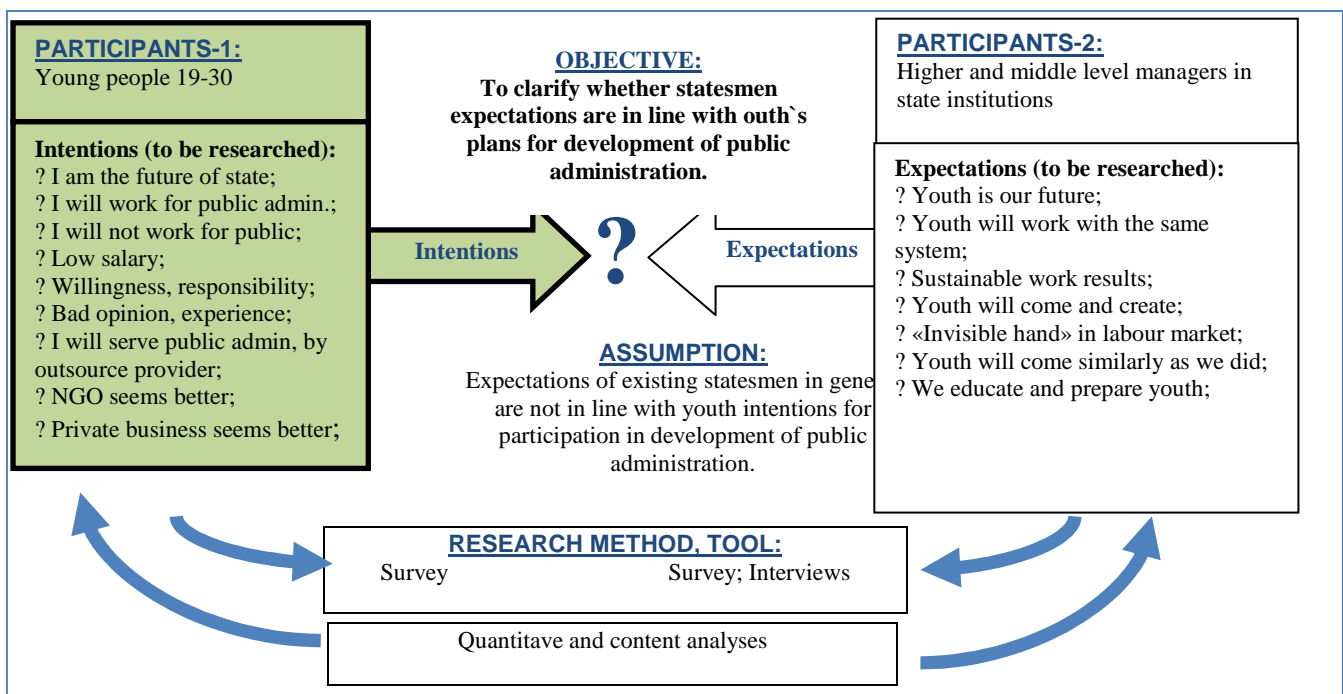 PARTICIPANTS-1:
Young people 19-30
Intentions (to be researched):
? I am the future of state;
? I will work for public admin.;
? I will not work for public;
? Low salary;
? Willingness, responsibility;
? Bad opinion, experience;
? I will serve public admin, by
outsource provider;
? NGO seems better;
? Private business seems better;
OBJECTIVE:
To clarify whether statesmen
expectations are in line with outh`s
plans for development of public
administration.
Intentions
?
Expectations
ASSUMPTION:
Expectations of existing statesmen in gene
are not in line with youth intentions for
participation in development of public
administration.
PARTICIPANTS-2:
Higher and middle level managers in
state institutions
Expectations (to be researched):
? Youth is our future;
? Youth will work with the same
system;
? Sustainable work results;
? Youth will come and create;
? «Invisible hand» in labour market;
? Youth will come similarly as we did;
? We educate and prepare youth;
RESEARCH METHOD, TOOL:
Survey Survey; Interviews
Quantitave and content analyses